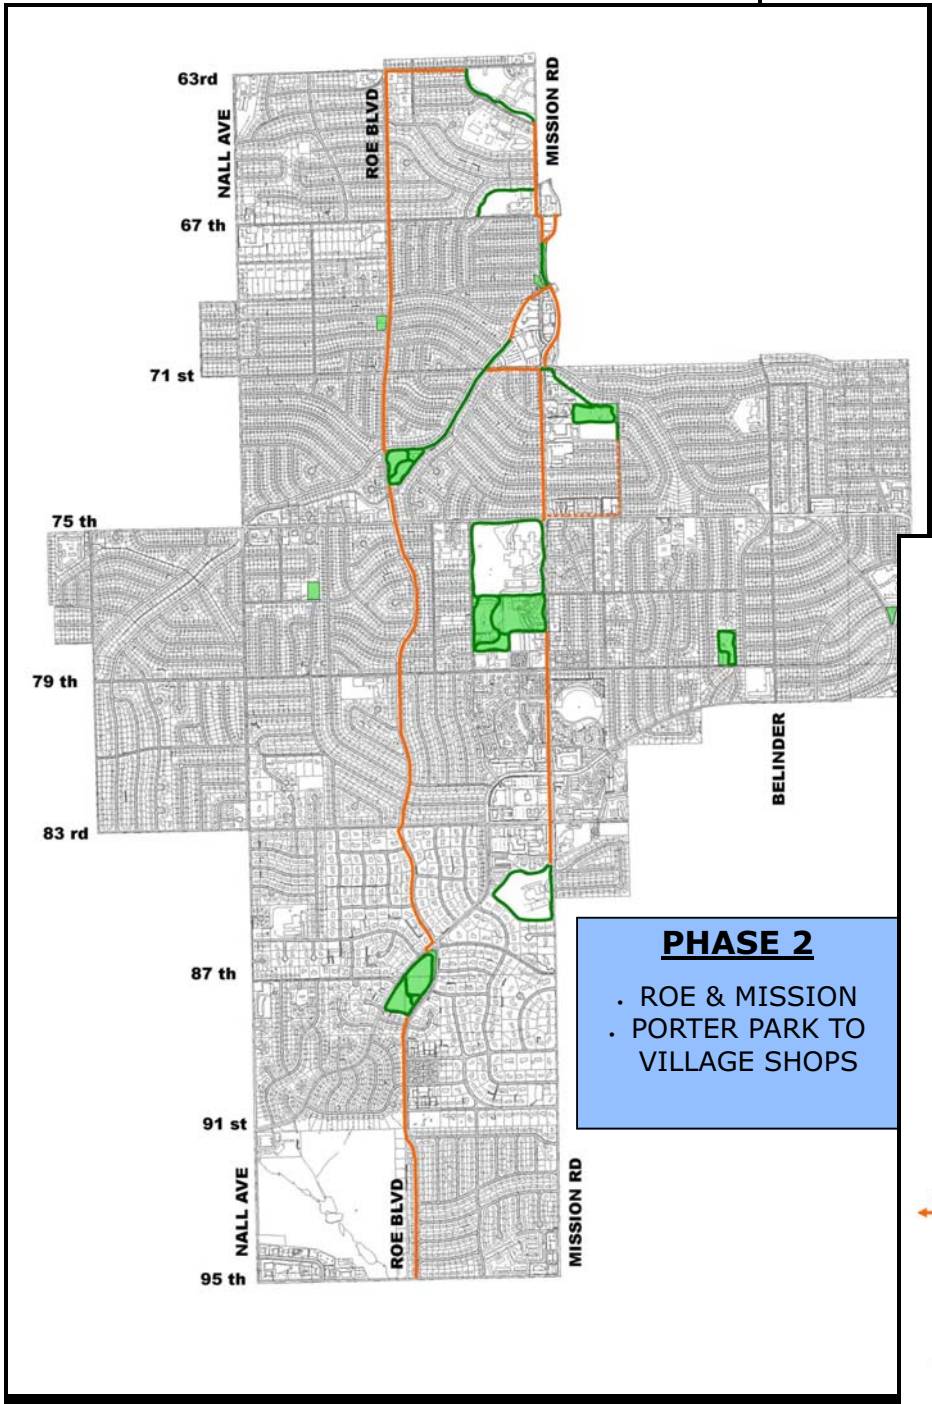 63rd
MISSION RD
ROE BLVD
NALL AVE
67 th
71 st
75 th
79 th
BELINDER
83 rd
PHASE 2
87 th
. ROE & MISSION
. PORTER PARK TO
VILLAGE SHOPS
91 st
NALL AVE
ROE BLVD
MISSION RD
95 th